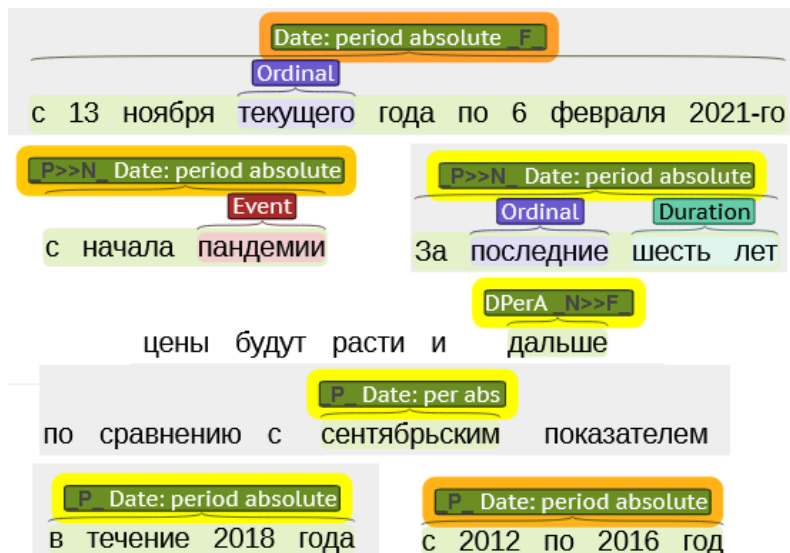 Date: period absolute _F_
Ordinal
с 13 ноября текущего года по 6 февраля 2021-го
_P>>N_ Date: period absolute
Event
с начала пандемии
_P>>N_ Date: period absolute
Ordinal Duration
За последние шесть лет
DPerA _N>>F_
цены будут расти и дальше
_P_ Date: per abs
по сравнению с сентябрьским показателем
_P_ Date: period absolute
в течение 2018 года
_P_ Date: period absolute
с 2012 по 2016 год